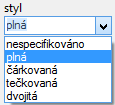 styl
plná
nespecifikováno
plná
čárkovaná
tečkovaná
dvojitá